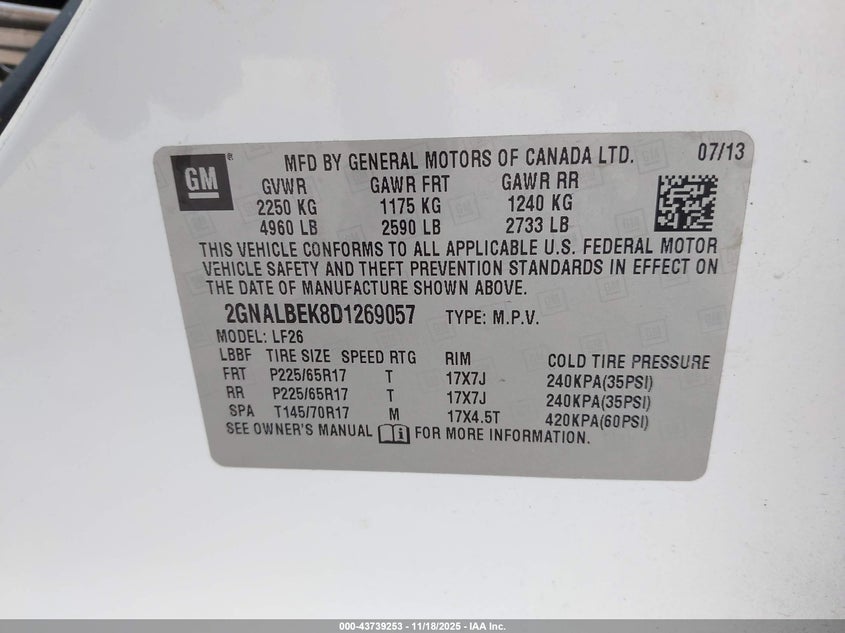 GM
MFD BY GENERAL MOTORS OF CANADA LTD. 07/13
GVWR GAWR FRT GAWR RR
2250 KG 1175 KG 1240 KG
4960 LB 2590 LB 2733 LB
THIS VEHICLE CONFORMS TO ALL APPLICABLE U.S. FEDERAL MOTOR
VEHICLE SAFETY AND THEFT PREVENTION STANDARDS IN EFFECT ON
THE DATE OF MANUFACTURE SHOWN ABOVE.
2GNALBEK8D1269057 TYPE: M.P.V.
MODEL: LF26
LBBF TIRE SIZE SPEED RTG RIM COLD TIRE PRESSURE
FRT P225/65R17 T 17X7J 240KPA(35PSI)
RR P225/65R17 T 17X7J 240KPA(35PSI)
SPA T145/70R17 M 17X4.5T 420KPA(60PSI)
SEE OWNER'S MANUAL FOR MORE INFORMATION.
000-43739253 - 11/18/2025 - IAA Inc.